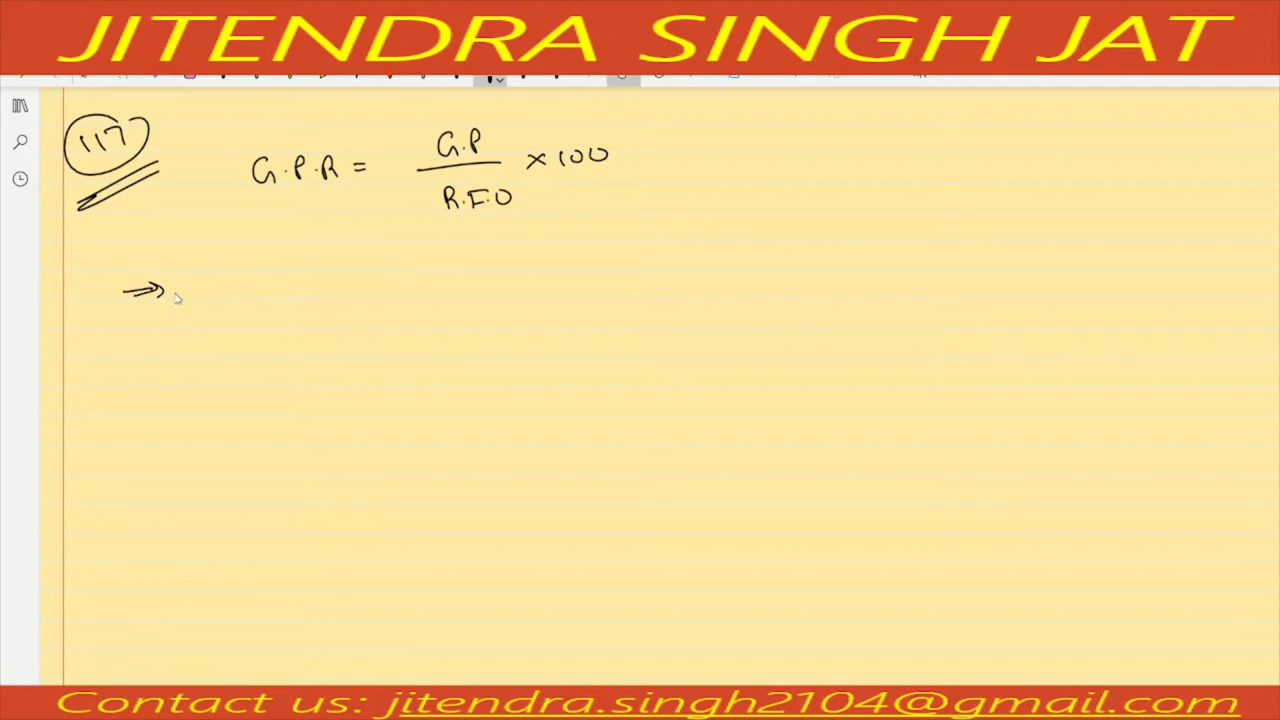 JITENDRA SINGH JAT
117
G.P.R = G.P / R.F.O × 100
⇒
Contact us: jitendra.singh2104@gmail.com